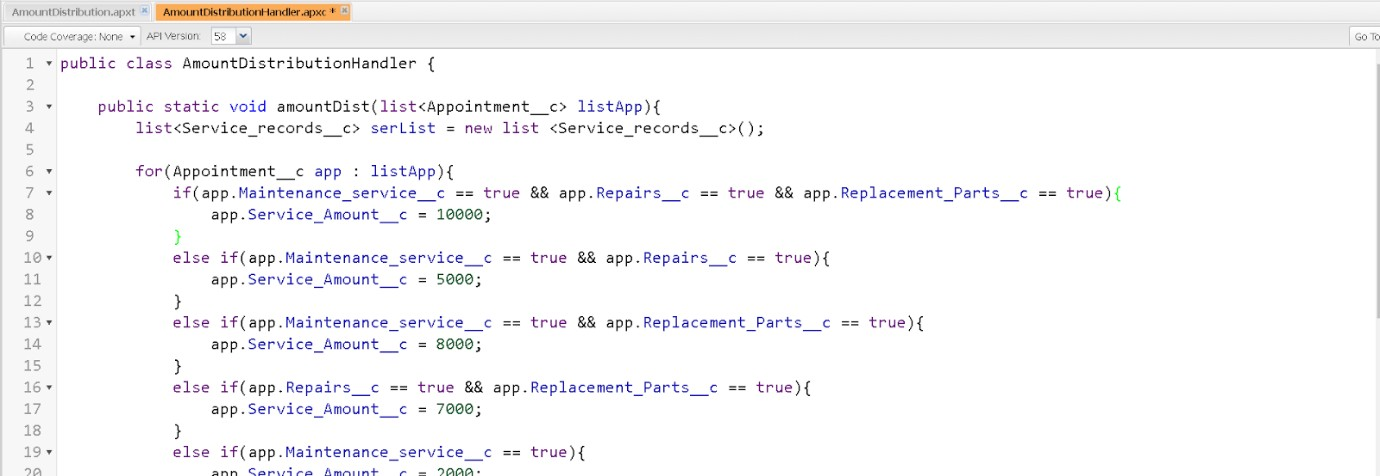 AmountDistribution.apxt AmountDistributionHandler.apxc *
Code Coverage: None API Version: 58 Go To
1 public class AmountDistributionHandler {
2
3 public static void amountDist(list<Appointment__c> listApp){
4 list<Service_records__c> serList = new list <Service_records__c>();
5
6 for(Appointment__c app : listApp){
7 if(app.Maintenance_service__c == true && app.Repairs__c == true && app.Replacement_Parts__c == true){
8 app.Service_Amount__c = 10000;
9 }
10 else if(app.Maintenance_service__c == true && app.Repairs__c == true){
11 app.Service_Amount__c = 5000;
12 }
13 else if(app.Maintenance_service__c == true && app.Replacement_Parts__c == true){
14 app.Service_Amount__c = 8000;
15 }
16 else if(app.Repairs__c == true && app.Replacement_Parts__c == true){
17 app.Service_Amount__c = 7000;
18 }
19 else if(app.Maintenance_service__c == true){
20 app.Service_Amount__c = 2000;